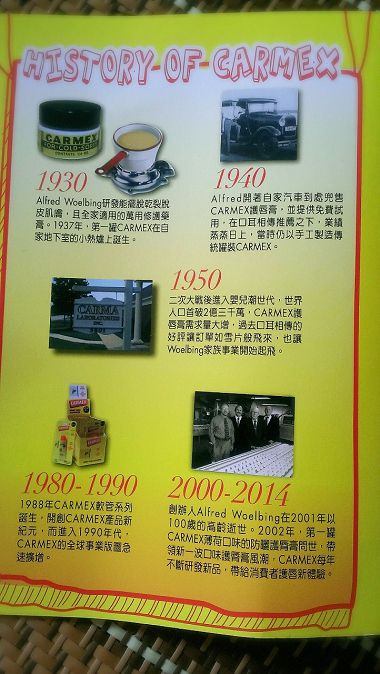 HISTORY OF CARMEX
CARMEX
FOR COLD SORES
1930
Alfred Woelbing研發能擺脫乾裂脫
皮肌膚，且全家適用的萬用修護藥
膏。1937年，第一罐CARMEX在自
家地下室的小熱爐上誕生。
1940
Alfred開著自家汽車到處兜售
CARMEX護唇膏，並提供免費試
用，在口耳相傳推薦之下，業績
蒸蒸日上，當時仍以手工製造傳
統罐裝CARMEX。
CARMA
LABORATORIES
INC.
1950
二次大戰後進入嬰兒潮世代，世界
人口首破2億三千萬，CARMEX護
唇膏需求量大增，過去口耳相傳的
好評讓訂單如雪片般飛來，也讓
Woelbing家族事業開始起飛。
1980-1990
1988年CARMEX軟管系列
誕生，開創CARMEX產品新
紀元，而進入1990年代，
CARMEX的全球事業版圖急
速擴增。
2000-2014
創辦人Alfred Woelbing在2001年以
100歲的高齡逝世。2002年，第一罐
CARMEX薄荷口味的防曬護唇膏問世，帶
領新一波口味護唇膏風潮，CARMEX每年
不斷研發新品，帶給消費者護唇新體驗。